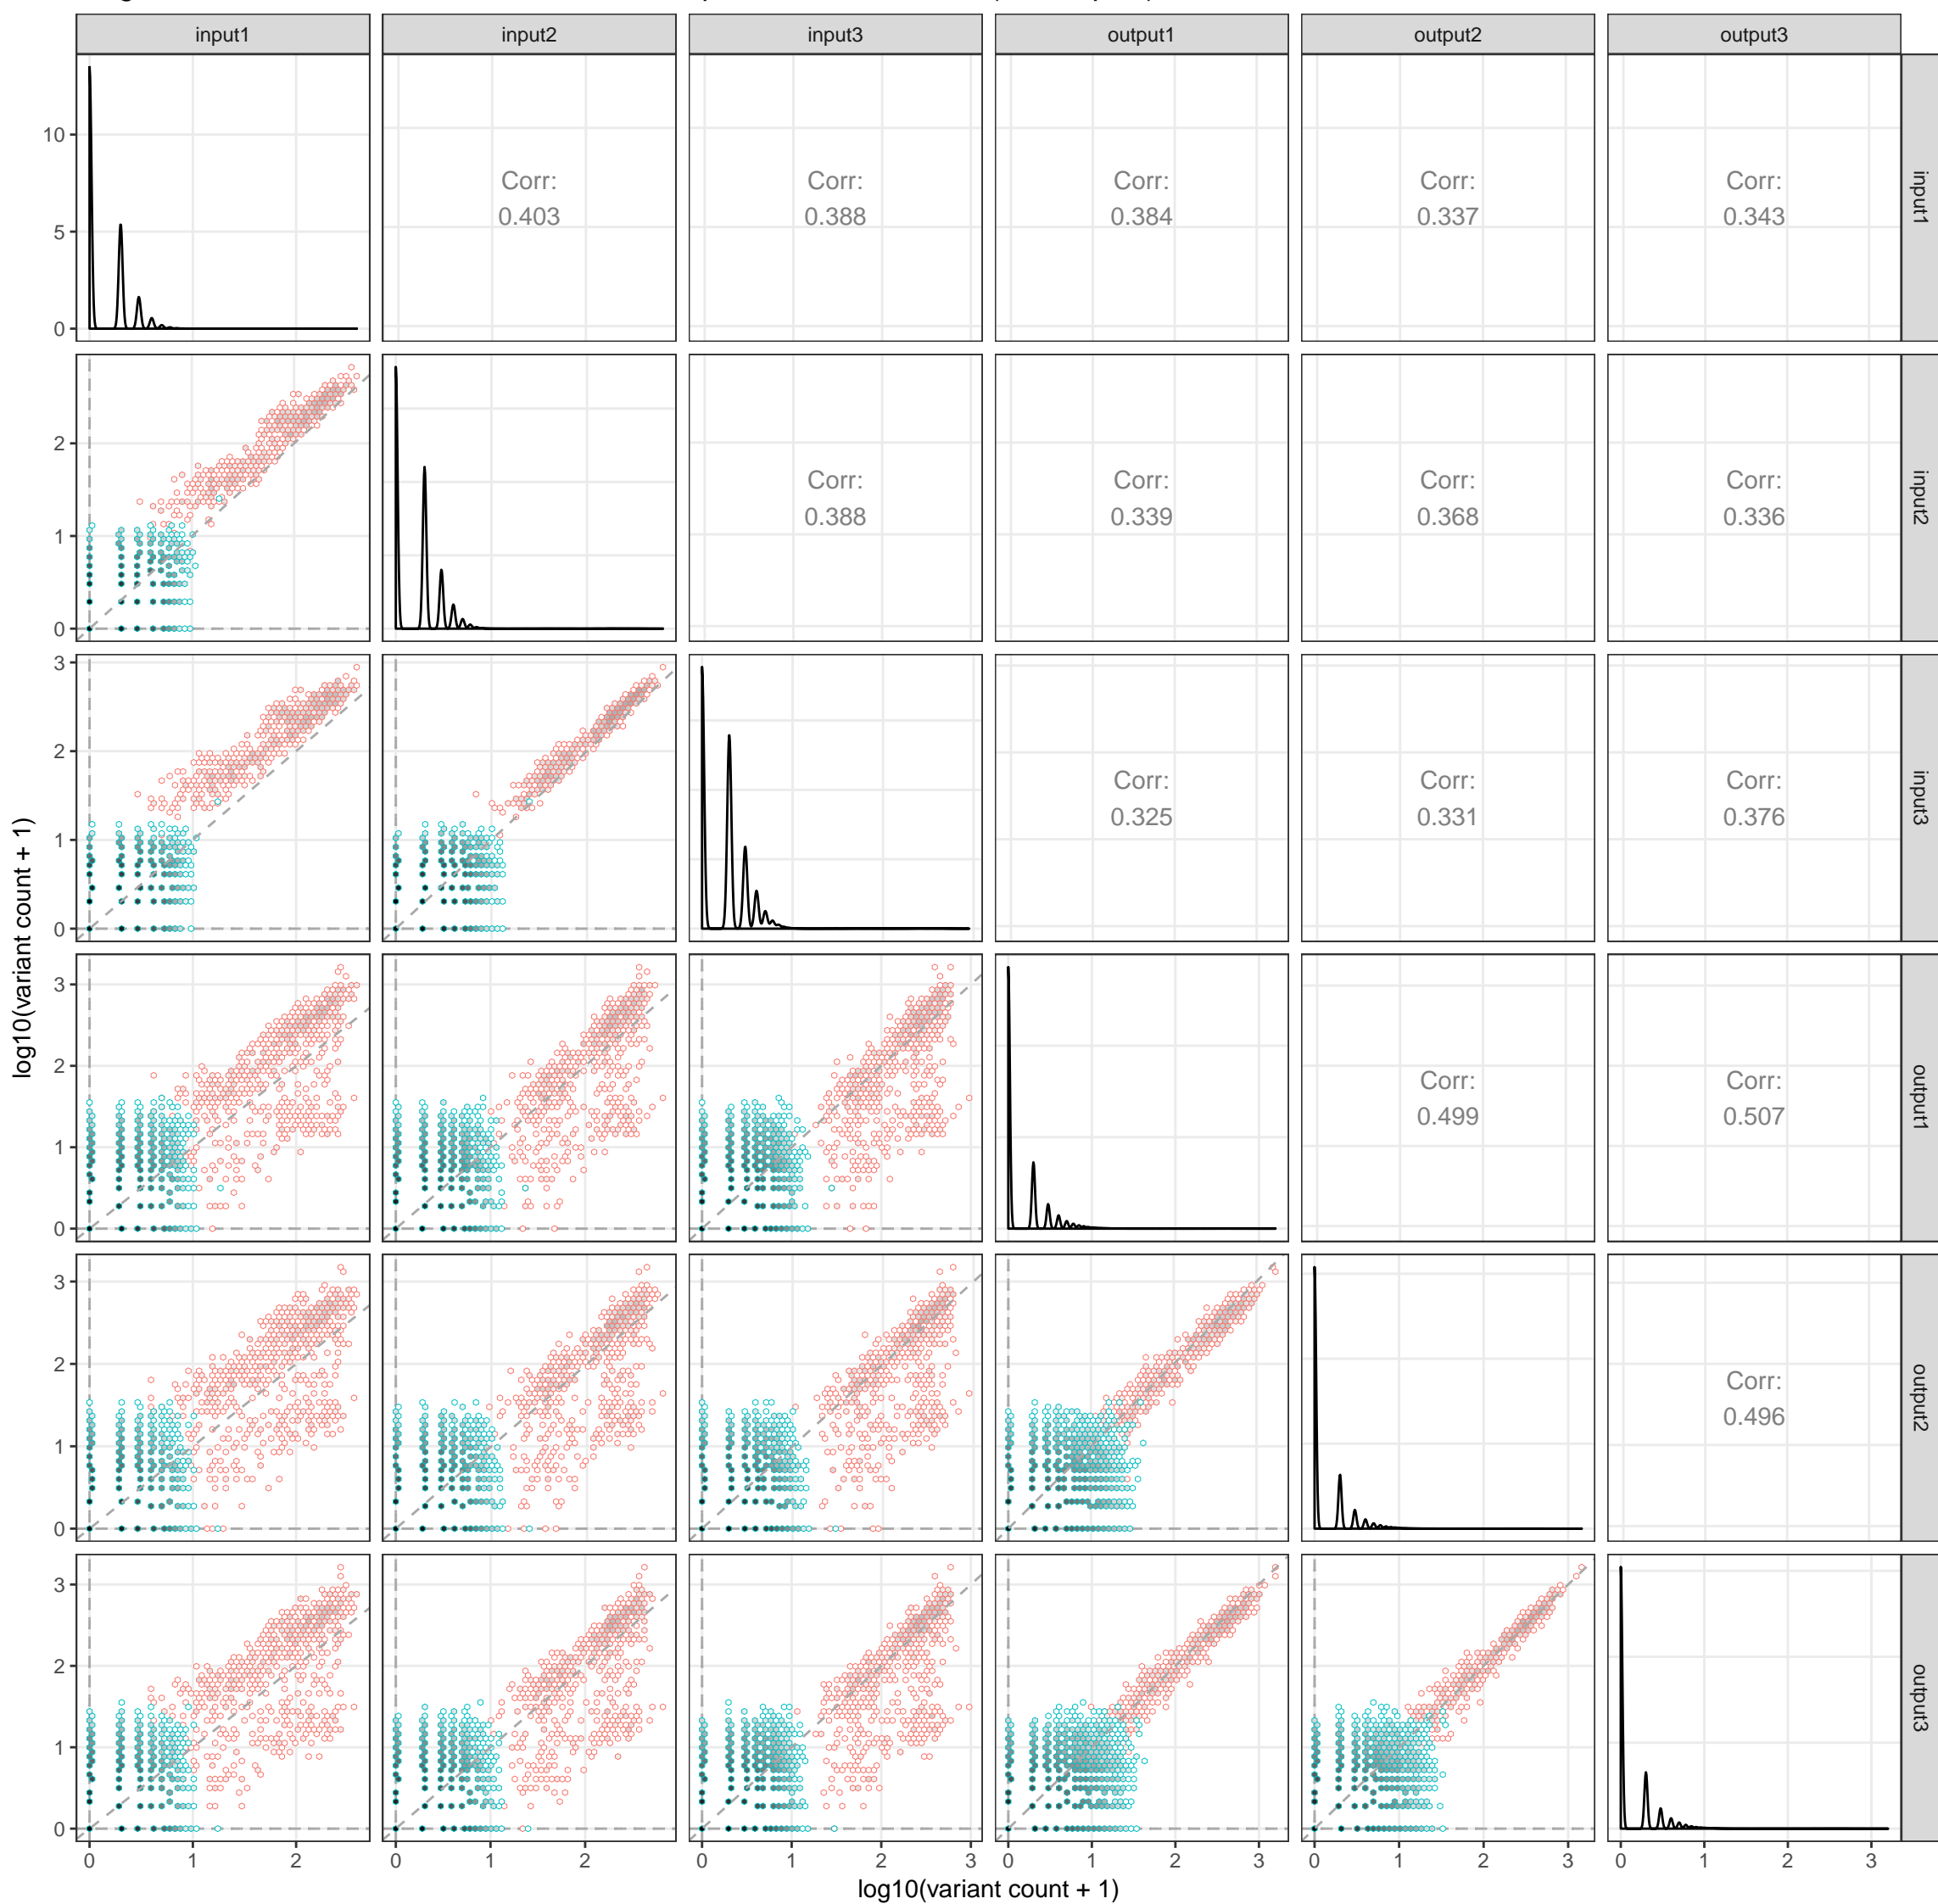 input1 input2 input3 output1 output2 output3
10
5
0
Corr:
0.403
Corr:
0.388
Corr:
0.384
Corr:
0.337
Corr:
0.343
input1
2
1
0
Corr:
0.388
Corr:
0.339
Corr:
0.368
Corr:
0.336
input2
3
2
1
0
Corr:
0.325
Corr:
0.331
Corr:
0.376
input3
log10(variant count + 1)
3
2
1
0
Corr:
0.499
Corr:
0.507
output1
3
2
1
0
Corr:
0.496
output2
3
2
1
0
output3
0 1 2 0 1 2 0 1 2 3 0 1 2 3 0 1 2 3 0 1 2 3
log10(variant count + 1)